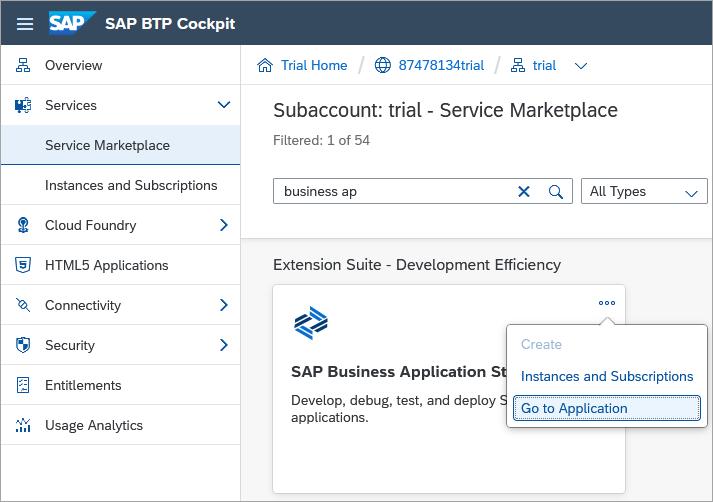 SAP SAP BTP Cockpit
Overview
Services
Service Marketplace
Instances and Subscriptions
Cloud Foundry
HTML5 Applications
Connectivity
Security
Entitlements
Usage Analytics
Trial Home / 87478134trial / trial
Subaccount: trial - Service Marketplace
Filtered: 1 of 54
business ap
All Types
Extension Suite - Development Efficiency
SAP Business Application St
Develop, debug, test, and deploy S
applications.
Create
Instances and Subscriptions
Go to Application